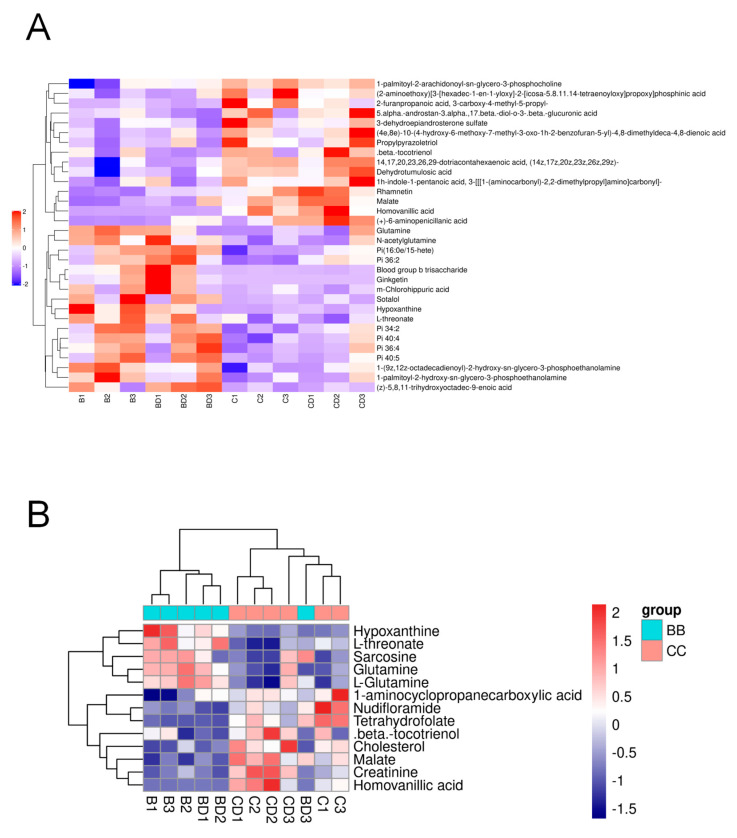 A
1-palmitoyl-2-arachidonoyl-sn-glycero-3-phosphocholine
(2-aminoethoxy)[3-[hexadec-1-en-1-yloxy]-2-[icosa-5.8.11.14-tetraenoyloxy]propoxy]phosphinic acid
2-furanpropanoic acid, 3-carboxy-4-methyl-5-propyl-
5.alpha.-androstan-3.alpha.,17.beta.-diol-o-3-.beta.-glucuronic acid
3-dehydroepiandrosterone sulfate
(4e,8e)-10-(4-hydroxy-6-methoxy-7-methyl-3-oxo-1h-2-benzofuran-5-yl)-4,8-dimethyldeca-4,8-dienoic acid
Propylpyrazoletriol
.beta.-tocotrienol
14,17,20,23,26,29-dotriacontahexaenoic acid, (14z,17z,20z,23z,26z,29z)-
Dehydrotumulosic acid
1h-indole-1-pentanoic acid, 3-[[[1-(aminocarbonyl)-2,2-dimethylpropyl]amino]carbonyl]-
Rhamnetin
Malate
Homovanillic acid
(+)-6-aminopenicillanic acid
Glutamine
N-acetyglutamine
Pi(16:0e/15-hete)
Pi 36:2
Blood group b trisaccharide
Ginkgetin
m-Chlorohippuric acid
Sotalol
Hypoxanthine
L-threonate
Pi 34:2
Pi 40:4
Pi 36:4
Pi 40:5
1-(9z,12z-octadecadienoyl)-2-hydroxy-sn-glycero-3-phosphoethanolamine
1-palmitoyl-2-hydroxy-sn-glycero-3-phosphoethanolamine
(z)-5,8,11-trihydroxyoctadec-9-enoic acid
2
1
0
-1
-2
B1 B2 B3 BD1 BD2 BD3 C1 C2 C3 CD1 CD2 CD3
B
Hypoxanthine
L-threonate
Sarcosine
Glutamine
L-Glutamine
1-aminocyclopropanecarboxylic acid
Nudifloramide
Tetrahydrofolate
.beta.-tocotrienol
Cholesterol
Malate
Creatinine
Homovanillic acid
B1 B3 B2 BD1 BD2 CD1 C2 CD2 CD3 BD3 C1 C3
2
1.5
1
0.5
0
-0.5
-1
-1.5
group
BB
CC